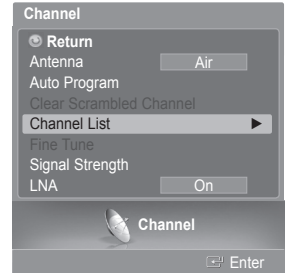 Channel
Return
Antenna Air
Auto Program
Clear Scrambled Channel
Channel List ►
Fine Tune
Signal Strength
LNA On
Channel
Enter